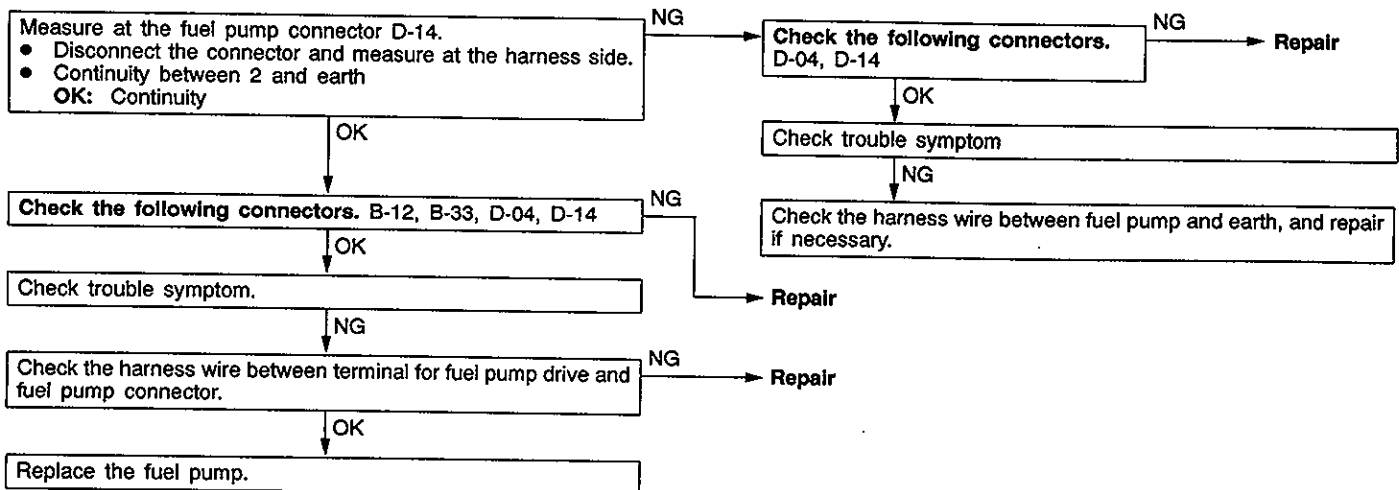 Measure at the fuel pump connector D-14.
● Disconnect the connector and measure at the harness side.
● Continuity between 2 and earth
OK: Continuity
NG
Check the following connectors.
D-04, D-14
NG
Repair
OK
Check trouble symptom
NG
Check the harness wire between fuel pump and earth, and repair
if necessary.
OK
Check the following connectors. B-12, B-33, D-04, D-14
NG
Repair
OK
Check trouble symptom.
NG
Check the harness wire between terminal for fuel pump drive and
fuel pump connector.
NG
Repair
OK
Replace the fuel pump.